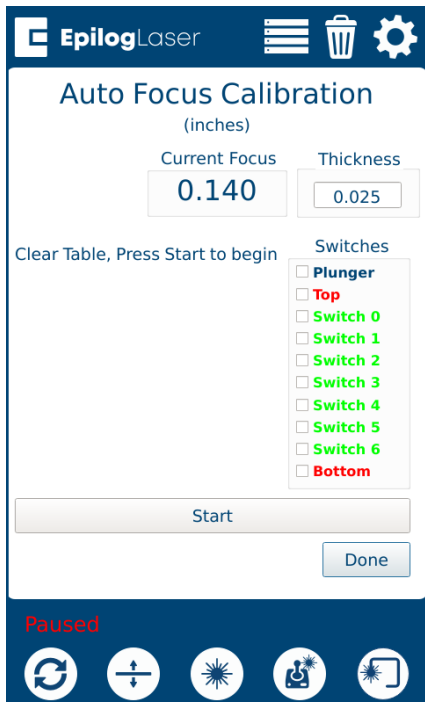 EpilogLaser
Auto Focus Calibration
(inches)
Current Focus
Thickness
0.140
0.025
Clear Table, Press Start to begin
Switches
Plunger
Top
Switch 0
Switch 1
Switch 2
Switch 3
Switch 4
Switch 5
Switch 6
Bottom
Start
Done
Paused